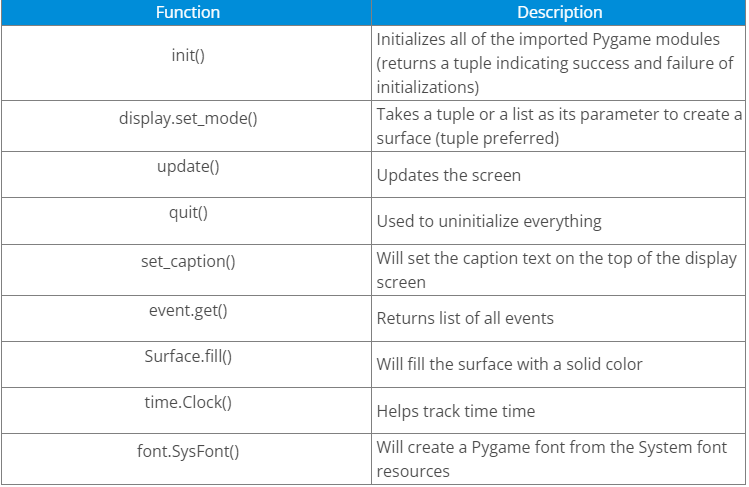 Function
Description
init()
Initializes all of the imported Pygame modules
(returns a tuple indicating success and failure of
initializations)
display.set_mode()
Takes a tuple or a list as its parameter to create a
surface (tuple preferred)
update()
Updates the screen
quit()
Used to uninitialize everything
set_caption()
Will set the caption text on the top of the display
screen
event.get()
Returns list of all events
Surface.fill()
Will fill the surface with a solid color
time.Clock()
Helps track time time
font.SysFont()
Will create a Pygame font from the System font
resources